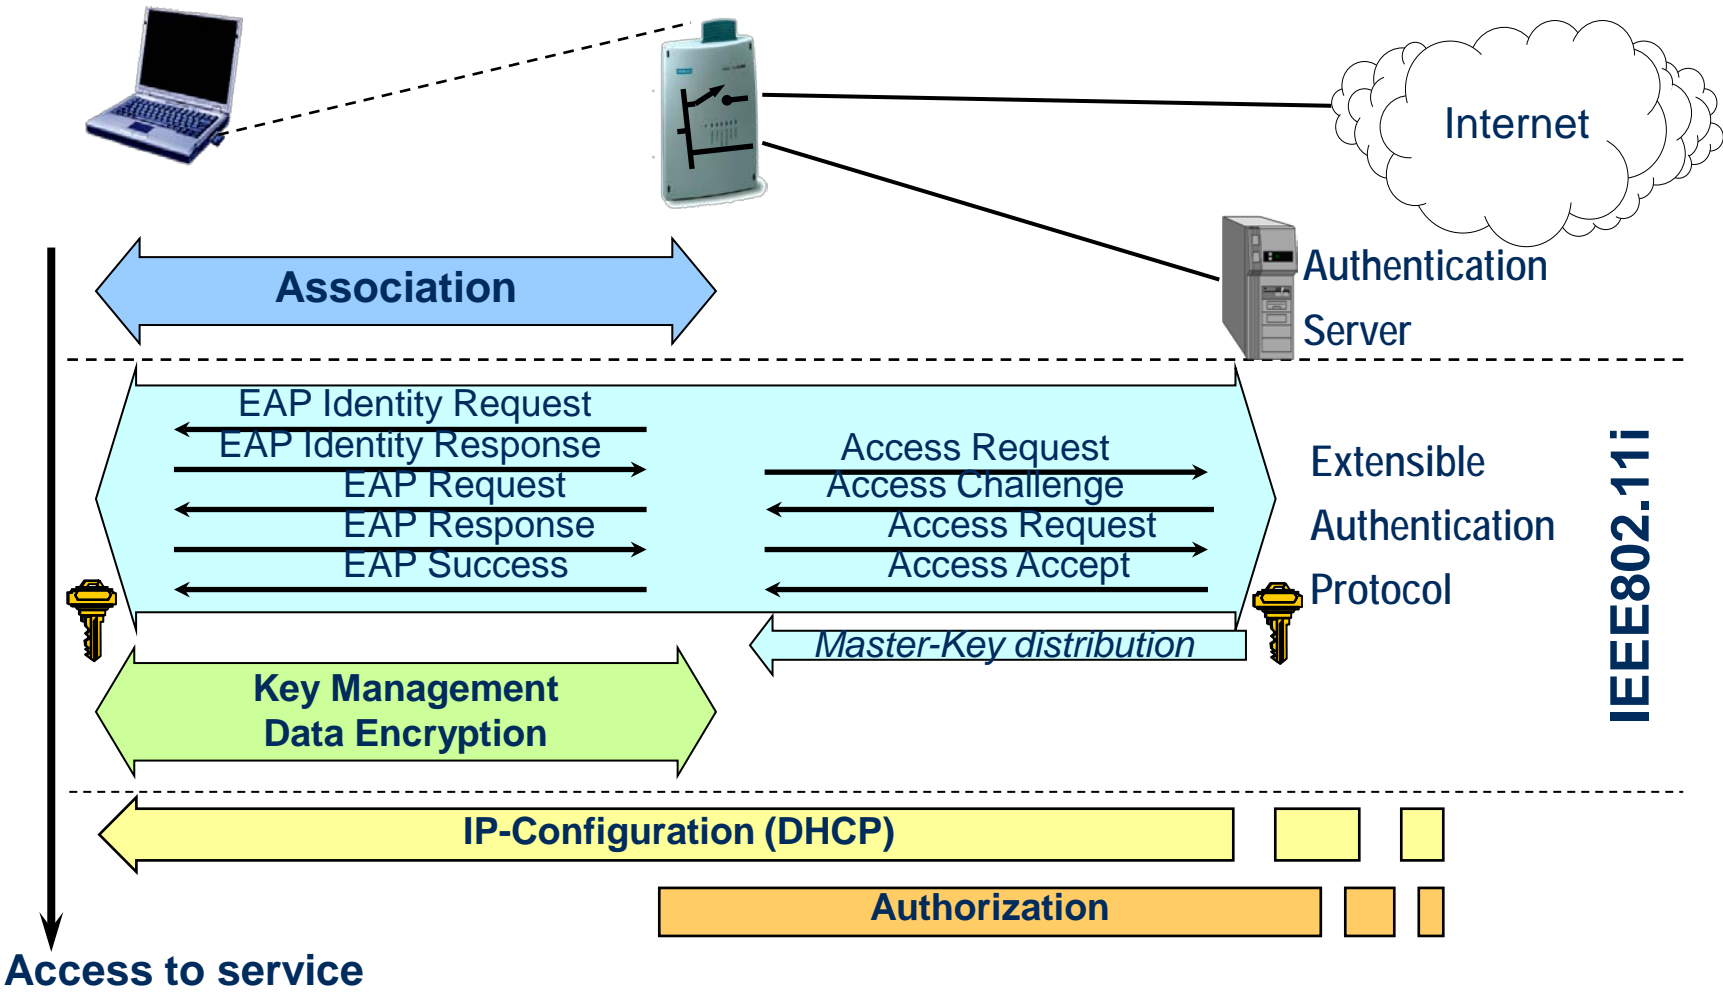 Internet
Authentication
Server
Association
EAP Identity Request
EAP Identity Response
Access Request
EAP Request
Access Challenge
EAP Response
Access Request
EAP Success
Access Accept
Extensible
Authentication
Protocol
IEEE802.11i
Master-Key distribution
Key Management
Data Encryption
IP-Configuration (DHCP)
Authorization
Access to service